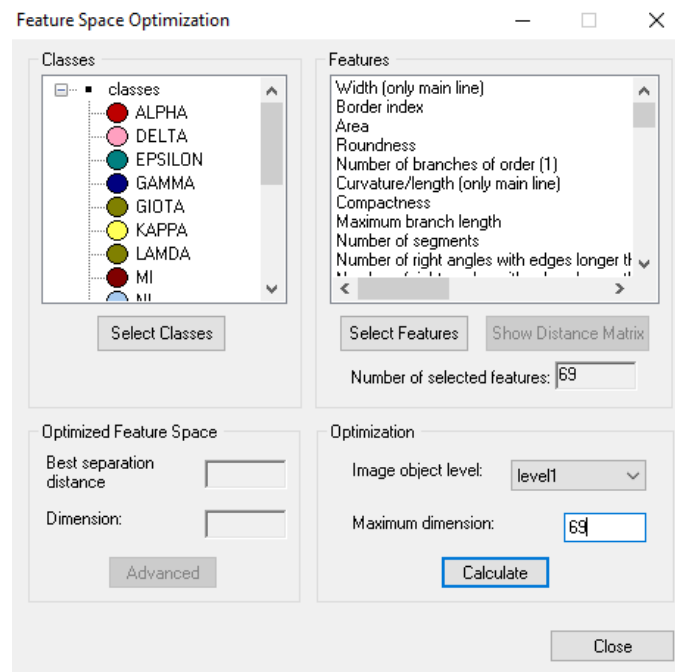 Feature Space Optimization
Classes
classes
ALPHA
DELTA
EPSILON
GAMMA
GIOTA
KAPPA
LAMDA
MI
NI
Select Classes
Features
Width (only main line)
Border index
Area
Roundness
Number of branches of order (1)
Curvature/length (only main line)
Compactness
Maximum branch length
Number of segments
Number of right angles with edges longer
Select Features
Show Distance Matrix
Number of selected features: 69
Optimized Feature Space
Best separation
distance
Dimension:
Advanced
Optimization
Image object level: level1
Maximum dimension: 69
Calculate
Close